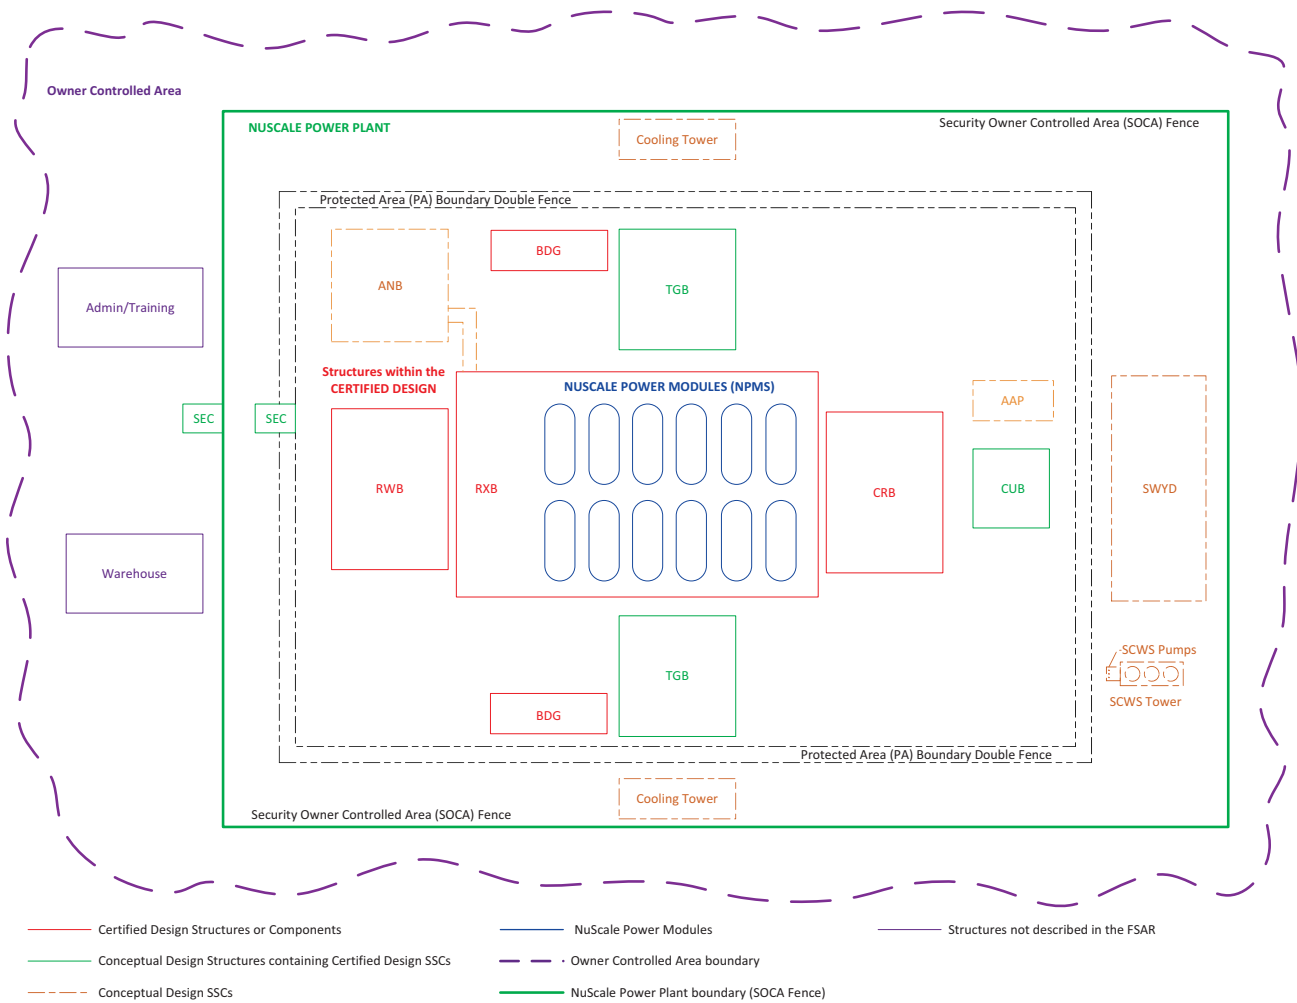 Owner Controlled Area
NUSCALE POWER PLANT
Cooling Tower
Security Owner Controlled Area (SOCA) Fence
Protected Area (PA) Boundary Double Fence
BDG
ANB
TGB
Admin/Training
Structures within the
CERTIFIED DESIGN
NUSCALE POWER MODULES (NPMS)
SEC
SEC
AAP
RWB
RXB
CRB
CUB
SWYD
Warehouse
SCWS Pumps
TGB
SCWS Tower
BDG
Protected Area (PA) Boundary Double Fence
Cooling Tower
Security Owner Controlled Area (SOCA) Fence
Certified Design Structures or Components
NuScale Power Modules
Structures not described in the FSAR
Conceptual Design Structures containing Certified Design SSCs
Owner Controlled Area boundary
Conceptual Design SSCs
NuScale Power Plant boundary (SOCA Fence)